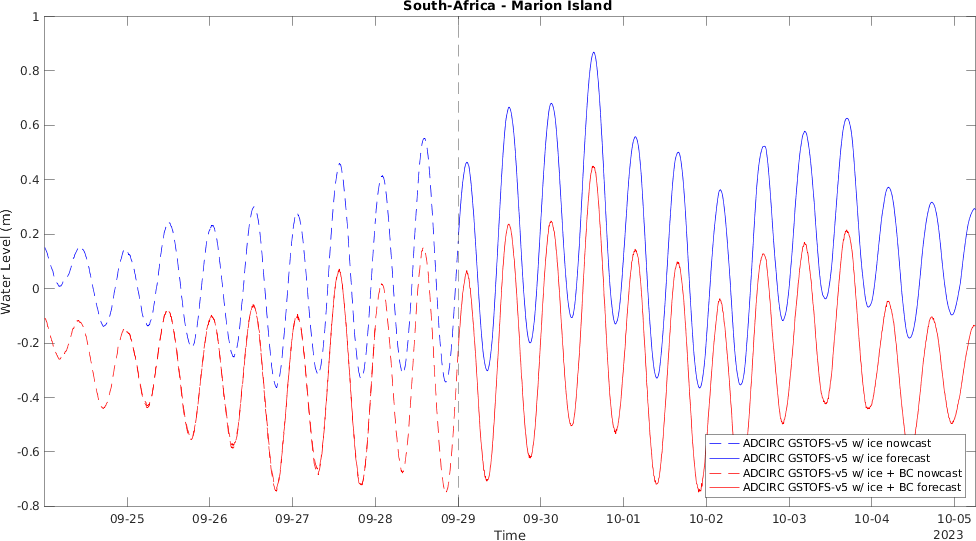 South-Africa - Marion Island
1
0.8
0.6
0.4
0.2
0
-0.2
-0.4
-0.6
-0.8
Water Level (m)
ADCIRC GSTOFS-v5 w/ ice nowcast
ADCIRC GSTOFS-v5 w/ ice forecast
ADCIRC GSTOFS-v5 w/ ice + BC nowcast
ADCIRC GSTOFS-v5 w/ ice + BC forecast
09-25 09-26 09-27 09-28 09-29 09-30 10-01 10-02 10-03 10-04 10-05
Time
2023